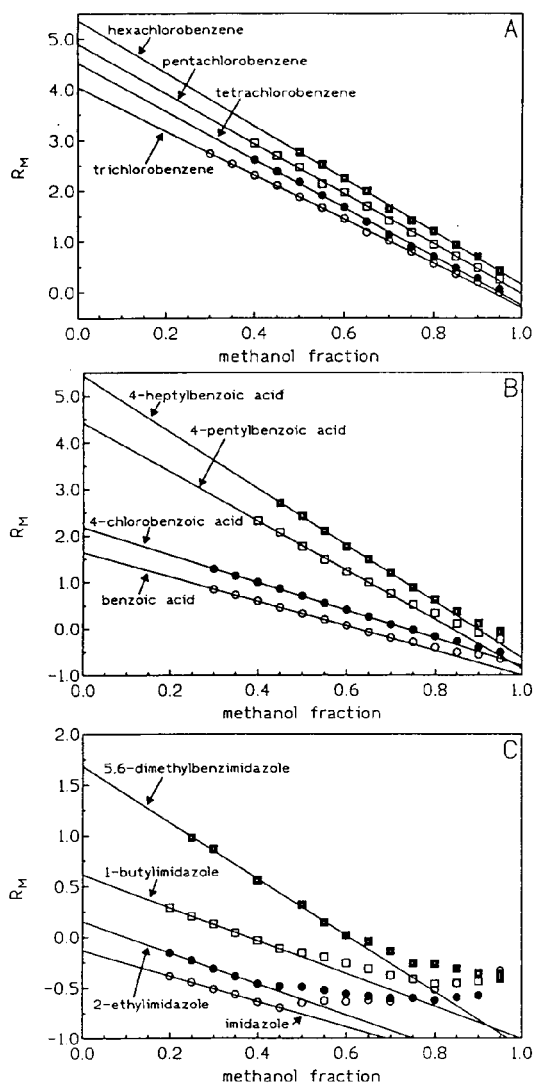 A
5.0
4.0
3.0
2.0
1.0
0.0
R_M
hexachlorobenzene
pentachlorobenzene
tetrachlorobenzene
trichlorobenzene
0.0 0.2 0.4 0.6 0.8 1.0
methanol fraction
B
5.0
4.0
3.0
2.0
1.0
0.0
-1.0
R_M
4-heptylbenzoic acid
4-pentylbenzoic acid
4-chlorobenzoic acid
benzoic acid
0.0 0.2 0.4 0.6 0.8 1.0
methanol fraction
C
2.0
1.5
1.0
0.5
0.0
-0.5
-1.0
R_M
5.6-dimethylbenzimidazole
1-butylimidazole
2-ethylimidazole
imidazole
0.0 0.2 0.4 0.6 0.8 1.0
methanol fraction